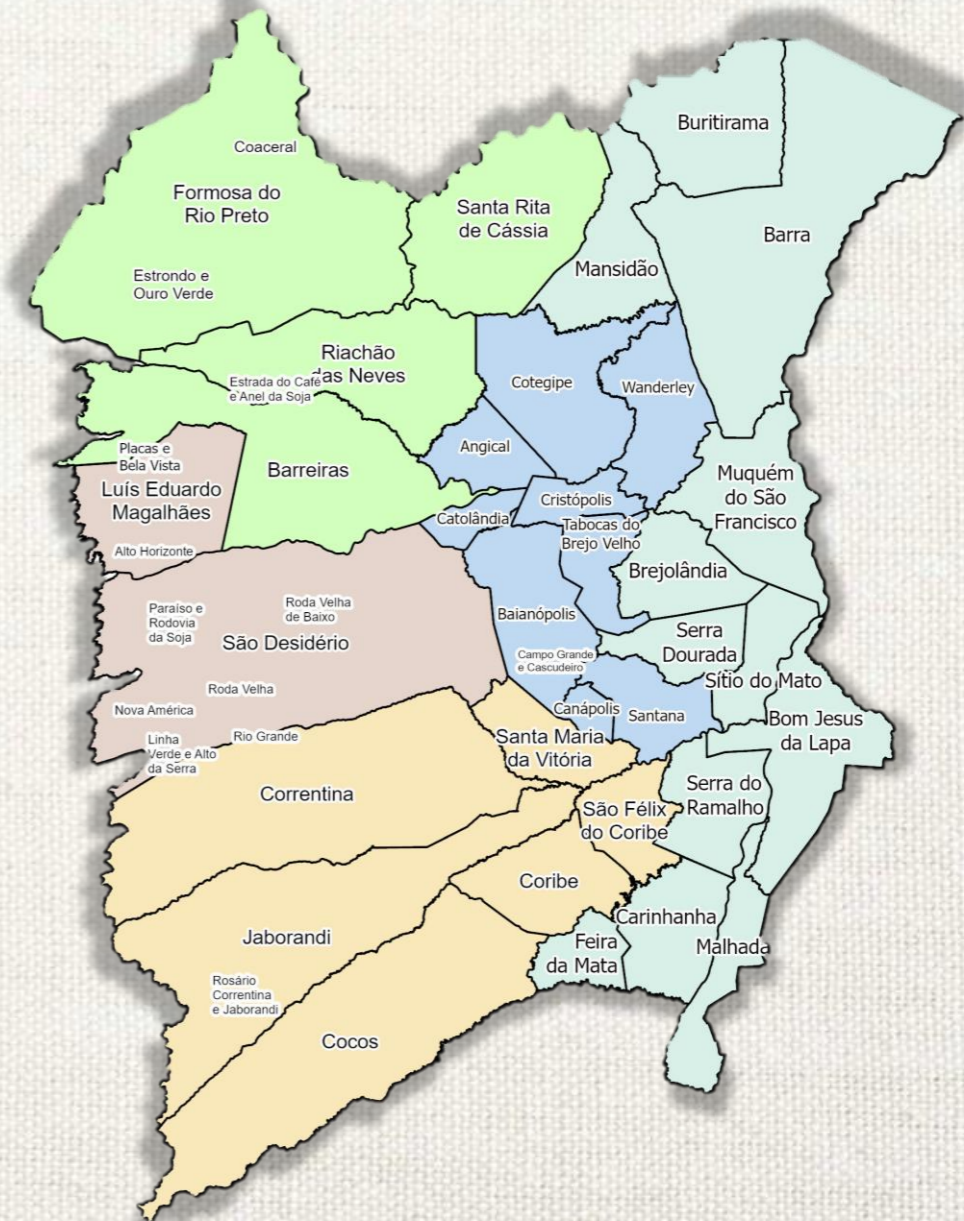 Buritirama
Coaceral
Formosa do
Rio Preto
Santa Rita
de Cássia
Barra
Mansidão
Estrondo e
Ouro Verde
Riachão
das Neves
Estrada do Café
e Anel da Soja
Cotegipe
Wanderley
Placas e
Bela Vista
Angical
Barreiras
Luís Eduardo
Magalhães
Muquém
do São
Francisco
Cristópolis
Catolândia
Tabocas do
Brejo Velho
Alto Horizonte
Brejolândia
Paraíso e
Rodovia
da Soja
Roda Velha
de Baixo
São Desidério
Baianópolis
Serra
Dourada
Campo Grande
e Cascudeiro
Sítio do Mato
Roda Velha
Nova América
Canápolis
Santana
Bom Jesus
da Lapa
Linha
Verde e Alto
da Serra
Rio Grande
Santa Maria
da Vitória
Correntina
Serra do
Ramalho
São Félix
do Coribe
Coribe
Jaborandi
Carinhanha
Malhada
Feira
da Mata
Rosário
Correntina
e Jaborandi
Cocos